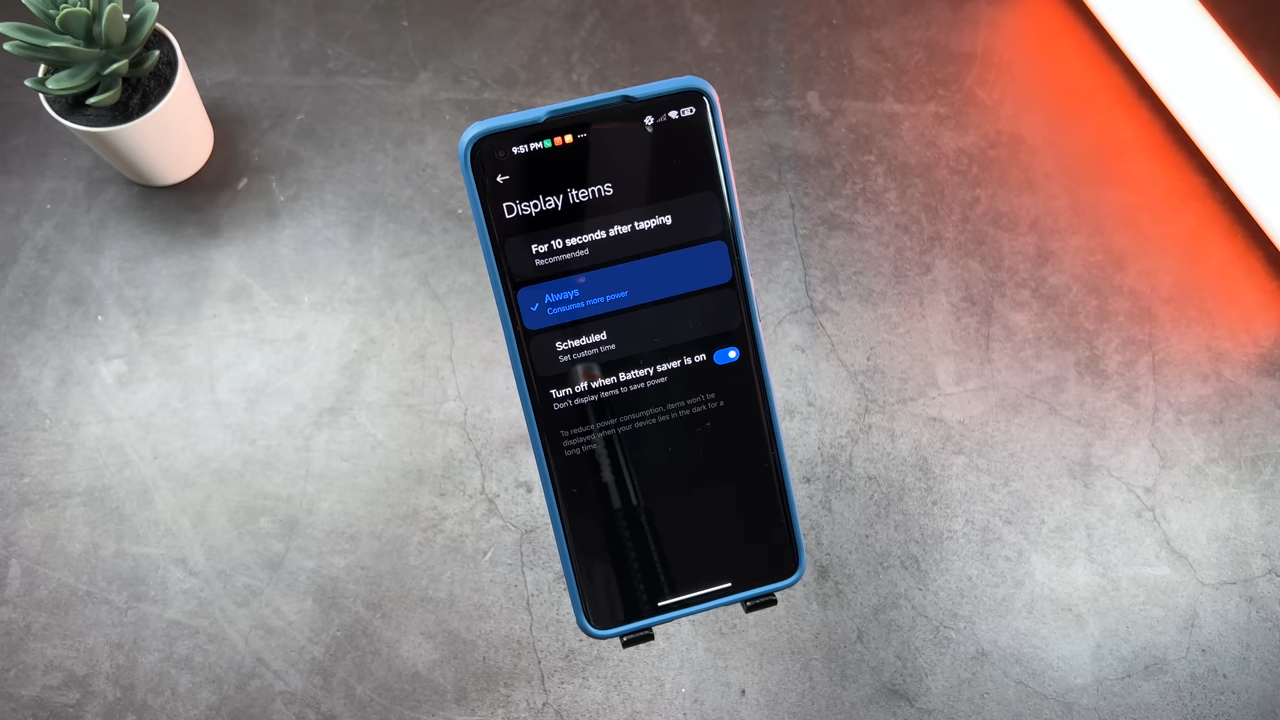 9:51 PM
Display items
For 10 seconds after tapping
Recommended
Always
Consumes more power
Scheduled
Set custom time
Turn off when Battery saver is on
Don't display items to save power
To reduce power consumption, items won't be
displayed when your device lies in the dark for a
long time.